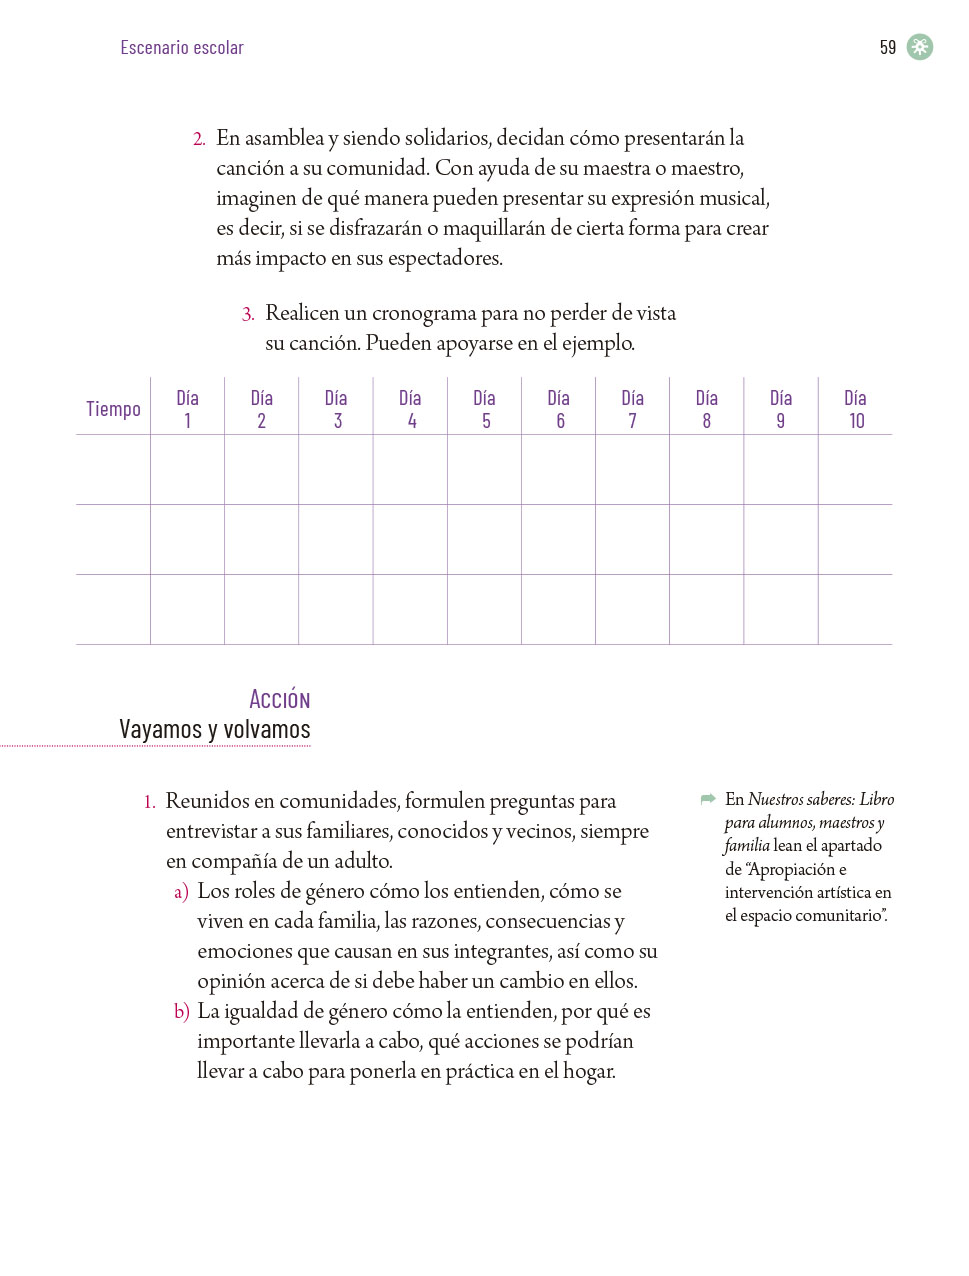 Escenario escolar
59
2. En asamblea y siendo solidarios, decidan cómo presentarán la
canción a su comunidad. Con ayuda de su maestra o maestro,
imaginen de qué manera pueden presentar su expresión musical,
es decir, si se disfrazarán o maquillarán de cierta forma para crear
más impacto en sus espectadores.
3. Realicen un cronograma para no perder de vista
su canción. Pueden apoyarse en el ejemplo.
Tiempo Día 1 Día 2 Día 3 Día 4 Día 5 Día 6 Día 7 Día 8 Día 9 Día 10
Acción
Vayamos y volvamos
1. Reunidos en comunidades, formulen preguntas para
entrevistar a sus familiares, conocidos y vecinos, siempre
en compañía de un adulto.
a) Los roles de género cómo los entienden, cómo se
viven en cada familia, las razones, consecuencias y
emociones que causan en sus integrantes, así como su
opinión acerca de si debe haber un cambio en ellos.
b) La igualdad de género cómo la entienden, por qué es
importante llevarla a cabo, qué acciones se podrían
llevar a cabo para ponerla en práctica en el hogar.
En Nuestros saberes: Libro
para alumnos, maestros y
familia lean el apartado
de “Apropiación e
intervención artística en
el espacio comunitario”.